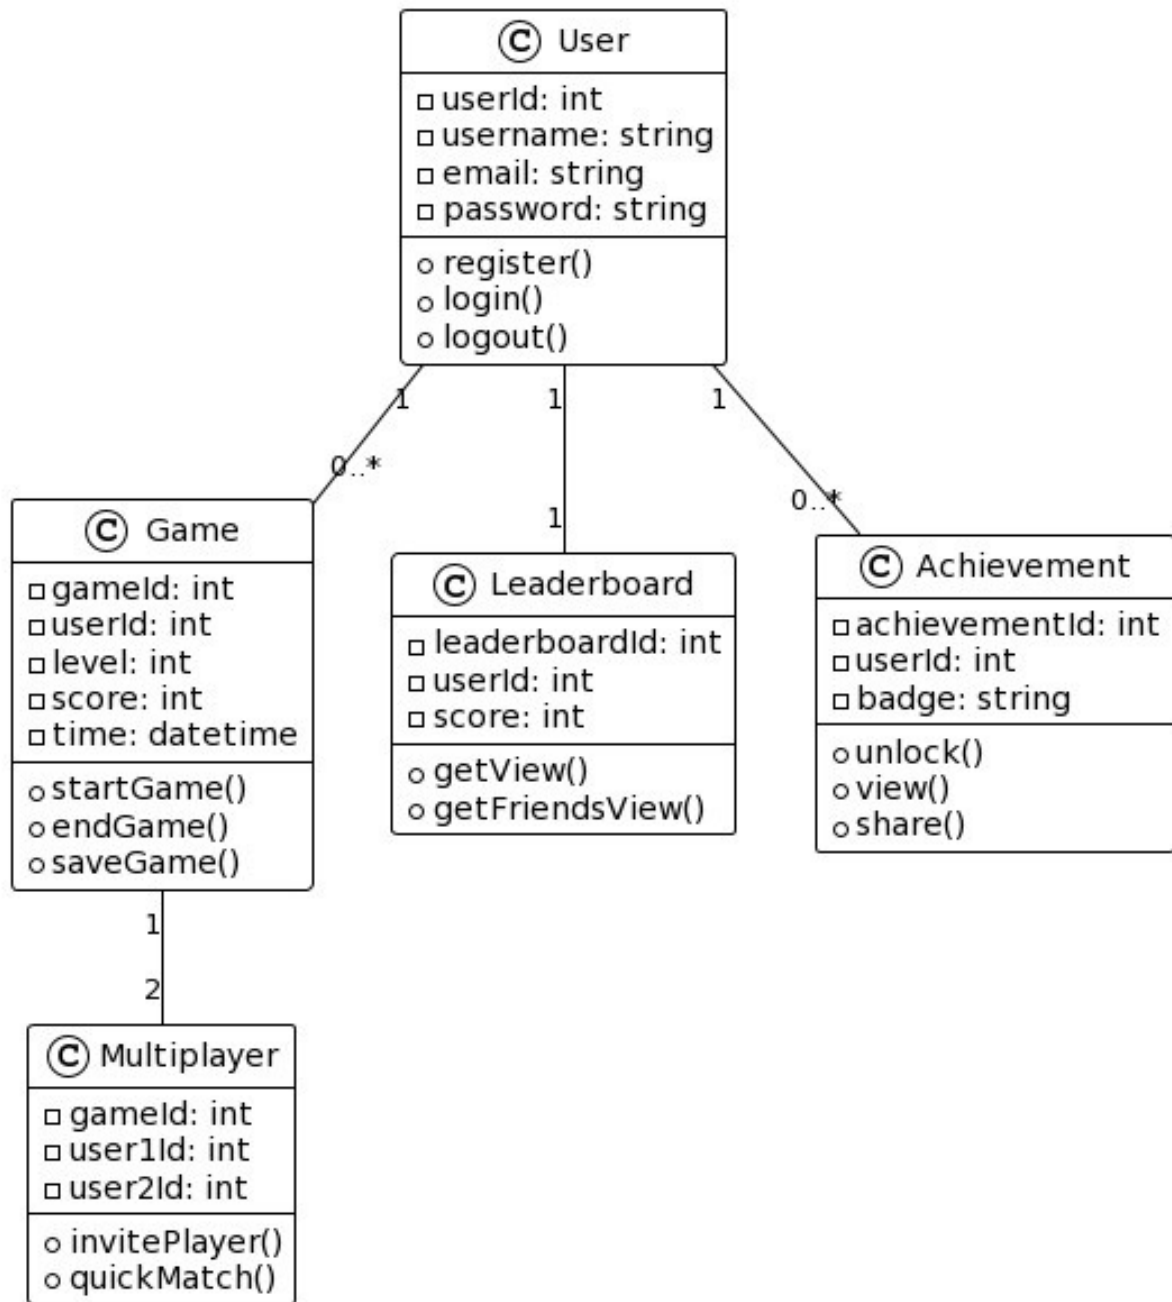 C User
userId: int
username: string
email: string
password: string
register()
login()
logout()
1
1
1
0..*
0..*
1
C Game
gameId: int
userId: int
level: int
score: int
time: datetime
startGame()
endGame()
saveGame()
C Leaderboard
leaderboardId: int
userId: int
score: int
getView()
getFriendsView()
C Achievement
achievementId: int
userId: int
badge: string
unlock()
view()
share()
1
2
C Multiplayer
gameId: int
user1Id: int
user2Id: int
invitePlayer()
quickMatch()